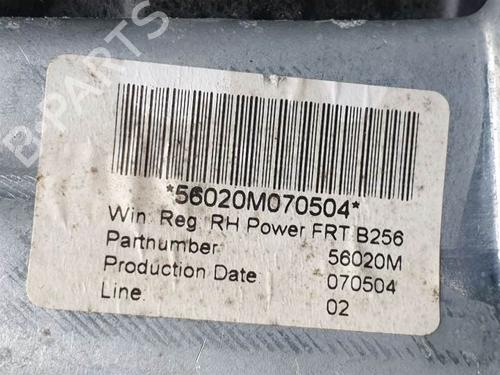 B-PARTS
*56020M070504*
Win. Reg. RH Power FRT B256
Partnumber 56020M
Production Date 070504
Line 02